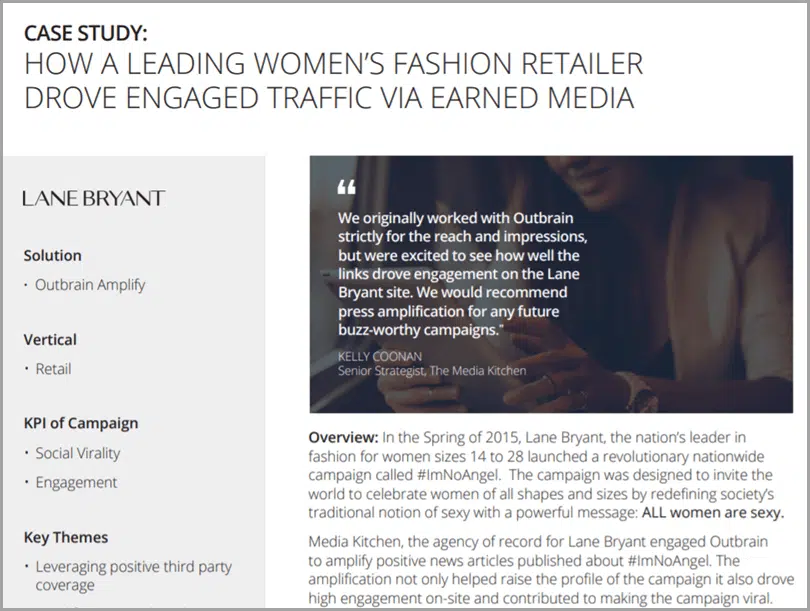 CASE STUDY:
HOW A LEADING WOMEN’S FASHION RETAILER
DROVE ENGAGED TRAFFIC VIA EARNED MEDIA
LANE BRYANT
Solution
· Outbrain Amplify
Vertical
· Retail
KPI of Campaign
· Social Virality
· Engagement
Key Themes
· Leveraging positive third party
coverage
“
We originally worked with Outbrain
strictly for the reach and impressions,
but were excited to see how well the
links drove engagement on the Lane
Bryant site. We would recommend
press amplification for any future
buzz-worthy campaigns.”
KELLY COONAN
Senior Strategist, The Media Kitchen
Overview: In the Spring of 2015, Lane Bryant, the nation’s leader in
fashion for women sizes 14 to 28 launched a revolutionary nationwide
campaign called #ImNoAngel. The campaign was designed to invite the
world to celebrate women of all shapes and sizes by redefining society’s
traditional notion of sexy with a powerful message: ALL women are sexy.
Media Kitchen, the agency of record for Lane Bryant engaged Outbrain
to amplify positive news articles published about #ImNoAngel. The
amplification not only helped raise the profile of the campaign it also drove
high engagement on-site and contributed to making the campaign viral.